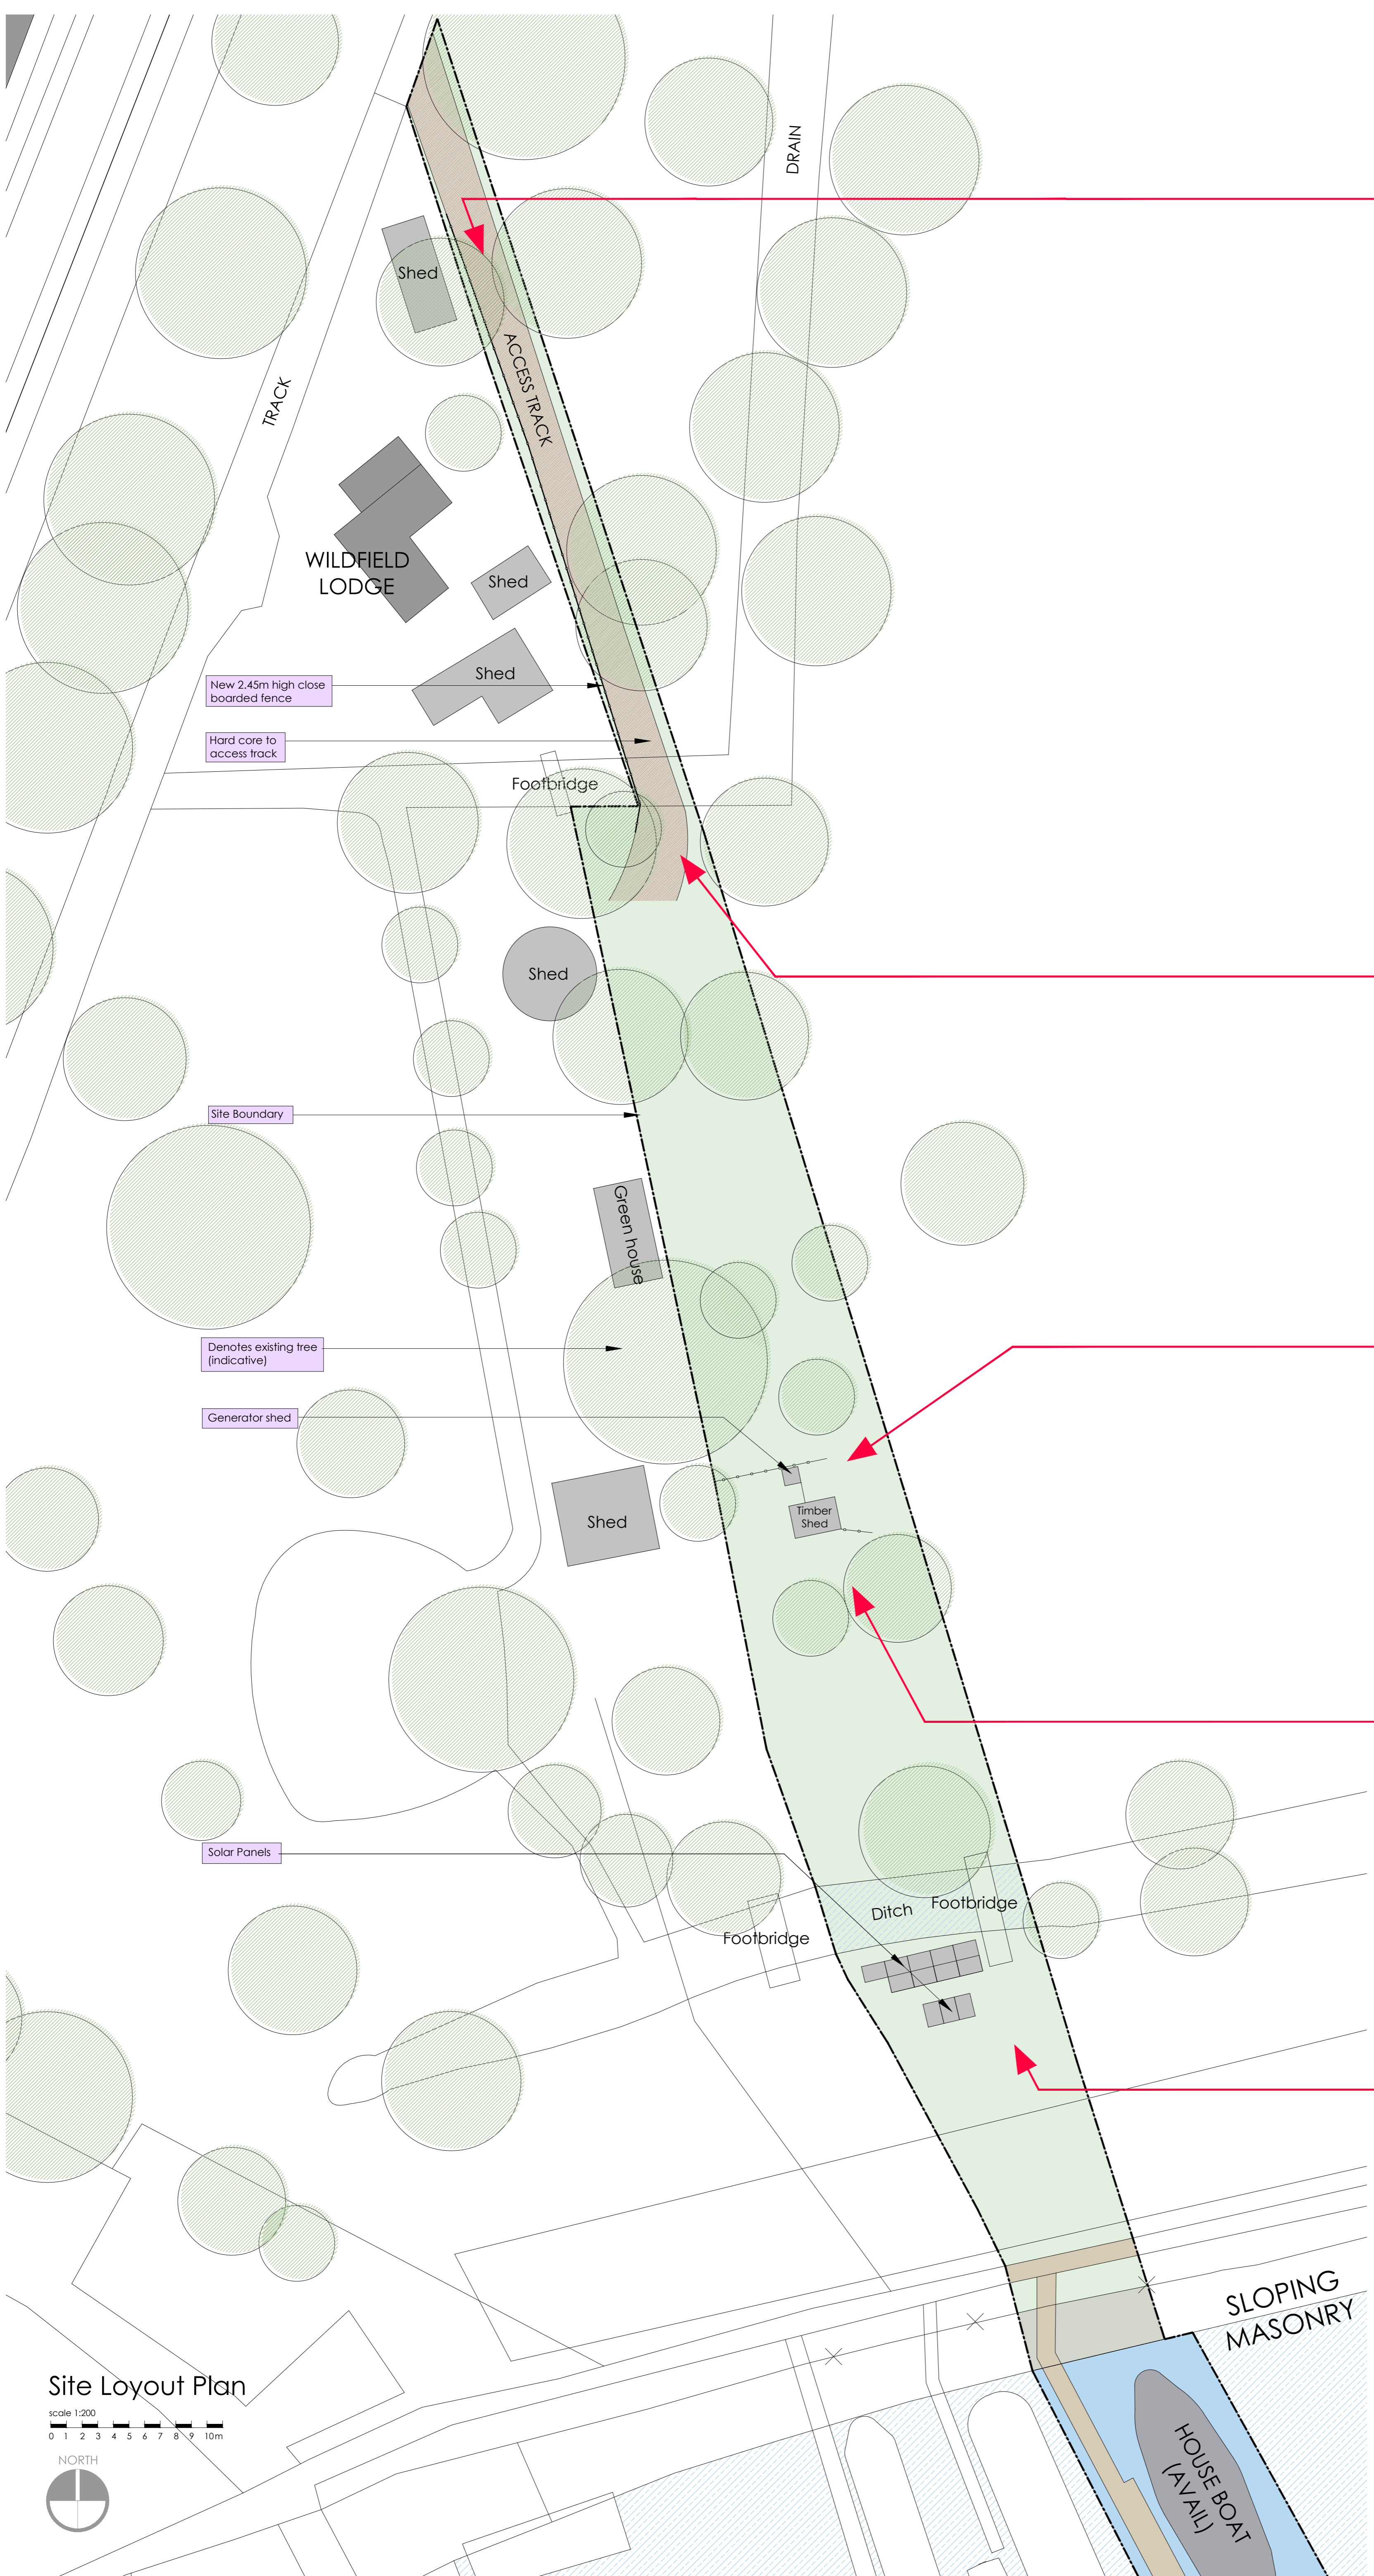 DRAIN
Shed
ACCESS TRACK
TRACK
WILDFIELD
LODGE
Shed
Shed
New 2.45m high close
boarded fence
Hard core to
access track
Footbridge
Shed
Site Boundary
Green house
Denotes existing tree
(indicative)
Generator shed
Timber
Shed
Shed
Solar Panels
Ditch
Footbridge
Footbridge
SLOPING
MASONRY
Site Loyout Plan
scale 1:200
0 1 2 3 4 5 6 7 8 9 10m
NORTH
HOUSE BOAT
(AVAIL)